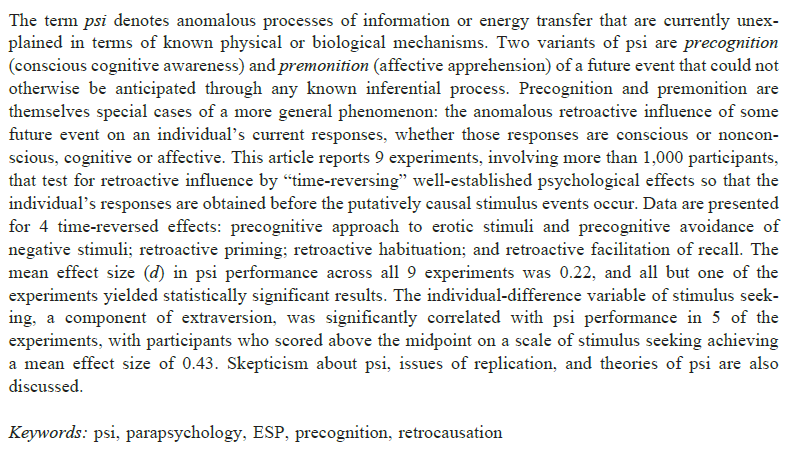 The term psi denotes anomalous processes of information or energy transfer that are currently unex-
plained in terms of known physical or biological mechanisms. Two variants of psi are precognition
(conscious cognitive awareness) and premonition (affective apprehension) of a future event that could not
otherwise be anticipated through any known inferential process. Precognition and premonition are
themselves special cases of a more general phenomenon: the anomalous retroactive influence of some
future event on an individual's current responses, whether those responses are conscious or noncon-
scious, cognitive or affective. This article reports 9 experiments, involving more than 1,000 participants,
that test for retroactive influence by “time-reversing” well-established psychological effects so that the
individual's responses are obtained before the putatively causal stimulus events occur. Data are presented
for 4 time-reversed effects: precognitive approach to erotic stimuli and precognitive avoidance of
negative stimuli; retroactive priming; retroactive habituation; and retroactive facilitation of recall. The
mean effect size (d) in psi performance across all 9 experiments was 0.22, and all but one of the
experiments yielded statistically significant results. The individual-difference variable of stimulus seek-
ing, a component of extraversion, was significantly correlated with psi performance in 5 of the
experiments, with participants who scored above the midpoint on a scale of stimulus seeking achieving
a mean effect size of 0.43. Skepticism about psi, issues of replication, and theories of psi are also
discussed.
Keywords: psi, parapsychology, ESP, precognition, retrocausation